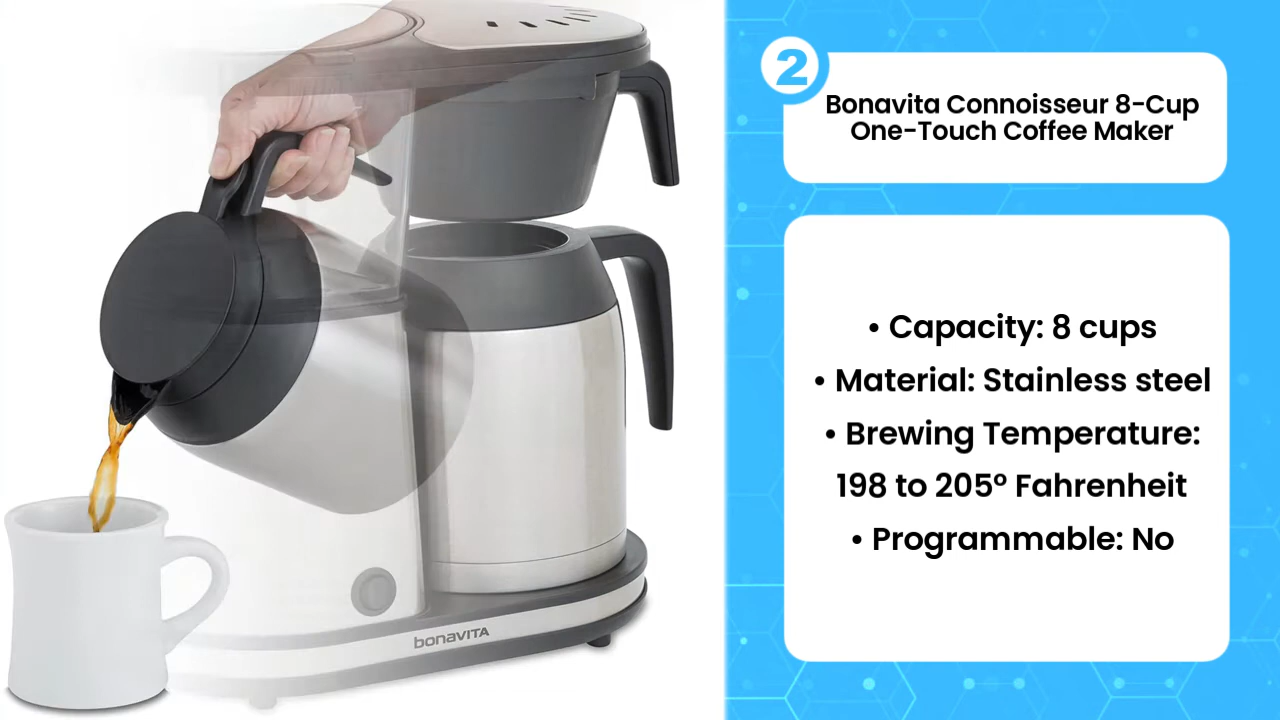 2
Bonavita Connoisseur 8-Cup
One-Touch Coffee Maker
• Capacity: 8 cups
• Material: Stainless steel
• Brewing Temperature:
198 to 205° Fahrenheit
• Programmable: No
bonavITA